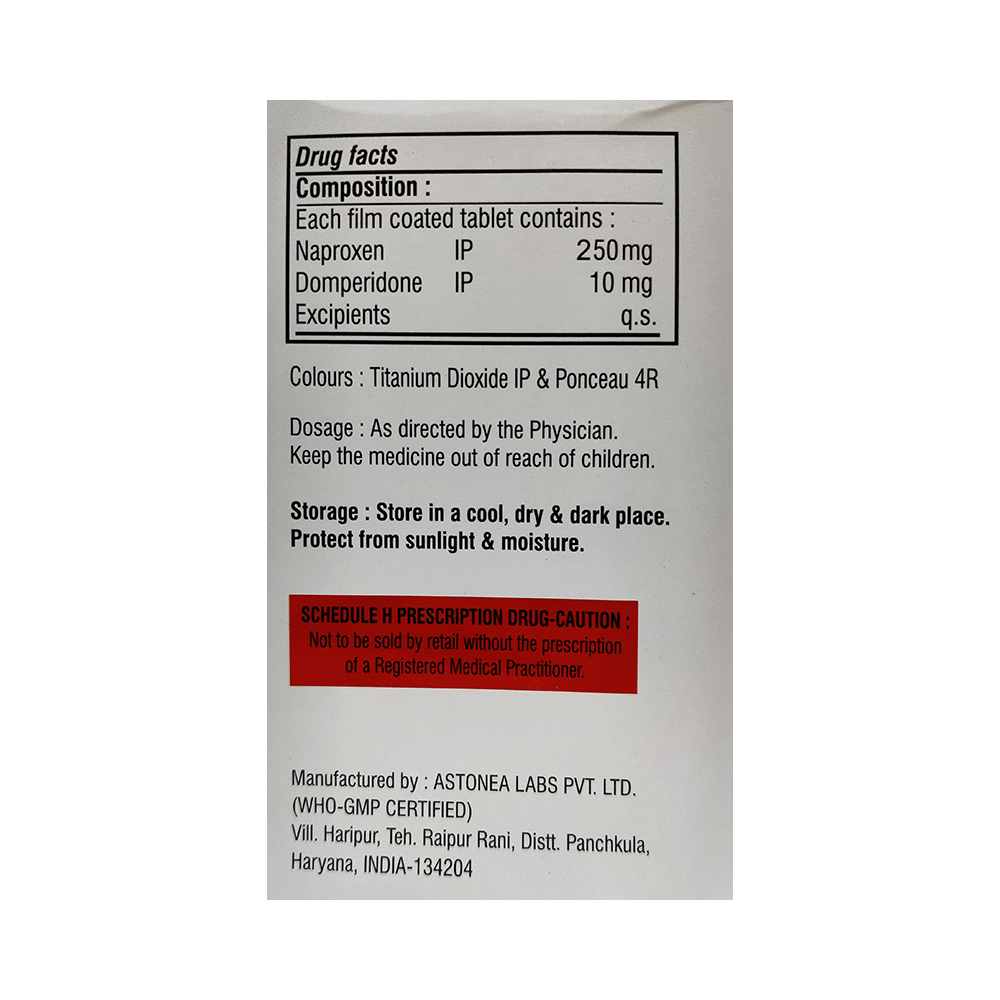 Drug facts
Composition :
Each film coated tablet contains :
Naproxen IP 250mg
Domperidone IP 10 mg
Excipients q.s.
Colours : Titanium Dioxide IP & Ponceau 4R
Dosage : As directed by the Physician.
Keep the medicine out of reach of children.
Storage : Store in a cool, dry & dark place.
Protect from sunlight & moisture.
SCHEDULE H PRESCRIPTION DRUG-CAUTION :
Not to be sold by retail without the prescription
of a Registered Medical Practitioner.
Manufactured by : ASTONEA LABS PVT. LTD.
(WHO-GMP CERTIFIED)
Vill. Haripur, Teh. Raipur Rani, Distt. Panchkula,
Haryana, INDIA-134204